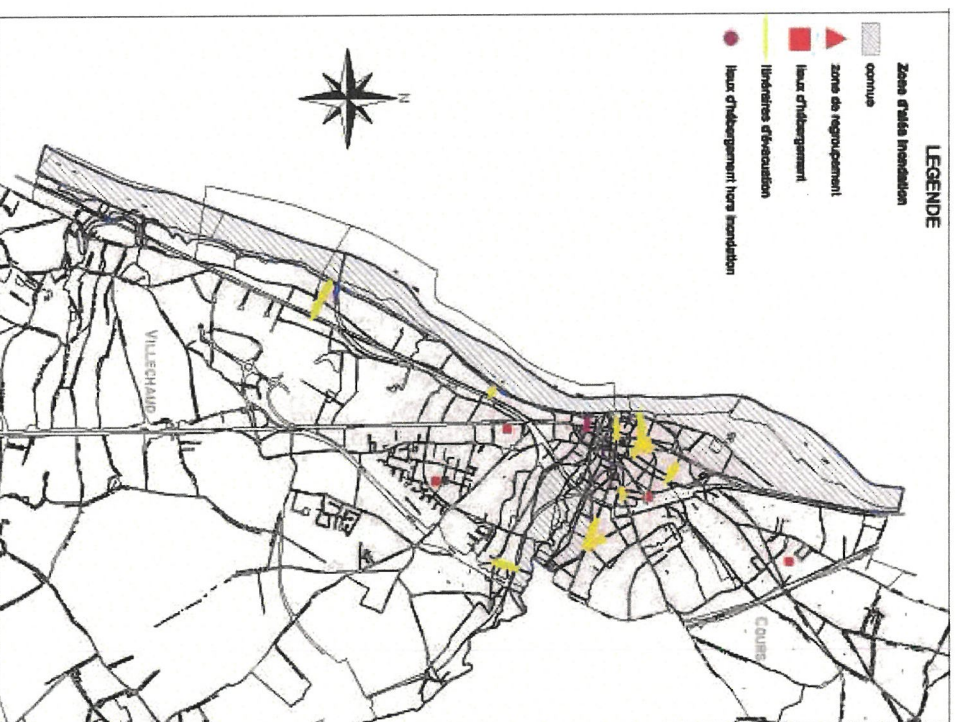 LEGENDE
Zone d'aléa inondation
connue
zone de regroupement
lieux d'hébergement
Itinéraires d'évacuation
lieux d'hébergement hors inondation
N
VILLECHAUD
COURS